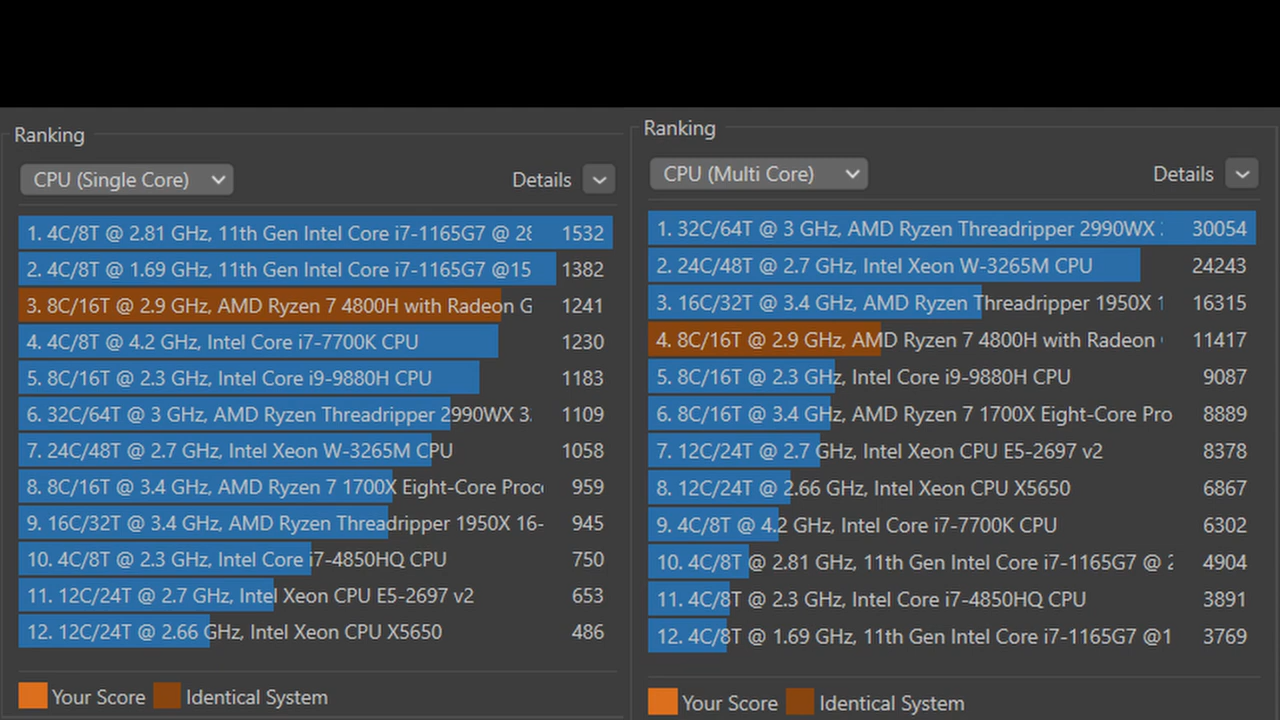 Ranking
CPU (Single Core)
Details
1. 4C/8T @ 2.81 GHz, 11th Gen Intel Core i7-1165G7 @ 28 1532
2. 4C/8T @ 1.69 GHz, 11th Gen Intel Core i7-1165G7 @15 1382
3. 8C/16T @ 2.9 GHz, AMD Ryzen 7 4800H with Radeon G 1241
4. 4C/8T @ 4.2 GHz, Intel Core i7-7700K CPU 1230
5. 8C/16T @ 2.3 GHz, Intel Core i9-9880H CPU 1183
6. 32C/64T @ 3 GHz, AMD Ryzen Threadripper 2990WX 3 1109
7. 24C/48T @ 2.7 GHz, Intel Xeon W-3265M CPU 1058
8. 8C/16T @ 3.4 GHz, AMD Ryzen 7 1700X Eight-Core Proc 959
9. 16C/32T @ 3.4 GHz, AMD Ryzen Threadripper 1950X 16- 945
10. 4C/8T @ 2.3 GHz, Intel Core i7-4850HQ CPU 750
11. 12C/24T @ 2.7 GHz, Intel Xeon CPU E5-2697 v2 653
12. 12C/24T @ 2.66 GHz, Intel Xeon CPU X5650 486
Your Score Identical System
Ranking
CPU (Multi Core)
Details
1. 32C/64T @ 3 GHz, AMD Ryzen Threadripper 2990WX 30054
2. 24C/48T @ 2.7 GHz, Intel Xeon W-3265M CPU 24243
3. 16C/32T @ 3.4 GHz, AMD Ryzen Threadripper 1950X 1 16315
4. 8C/16T @ 2.9 GHz, AMD Ryzen 7 4800H with Radeon 11417
5. 8C/16T @ 2.3 GHz, Intel Core i9-9880H CPU 9087
6. 8C/16T @ 3.4 GHz, AMD Ryzen 7 1700X Eight-Core Pro 8889
7. 12C/24T @ 2.7 GHz, Intel Xeon CPU E5-2697 v2 8378
8. 12C/24T @ 2.66 GHz, Intel Xeon CPU X5650 6867
9. 4C/8T @ 4.2 GHz, Intel Core i7-7700K CPU 6302
10. 4C/8T @ 2.81 GHz, 11th Gen Intel Core i7-1165G7 @ 2 4904
11. 4C/8T @ 2.3 GHz, Intel Core i7-4850HQ CPU 3891
12. 4C/8T @ 1.69 GHz, 11th Gen Intel Core i7-1165G7 @1 3769
Your Score Identical System